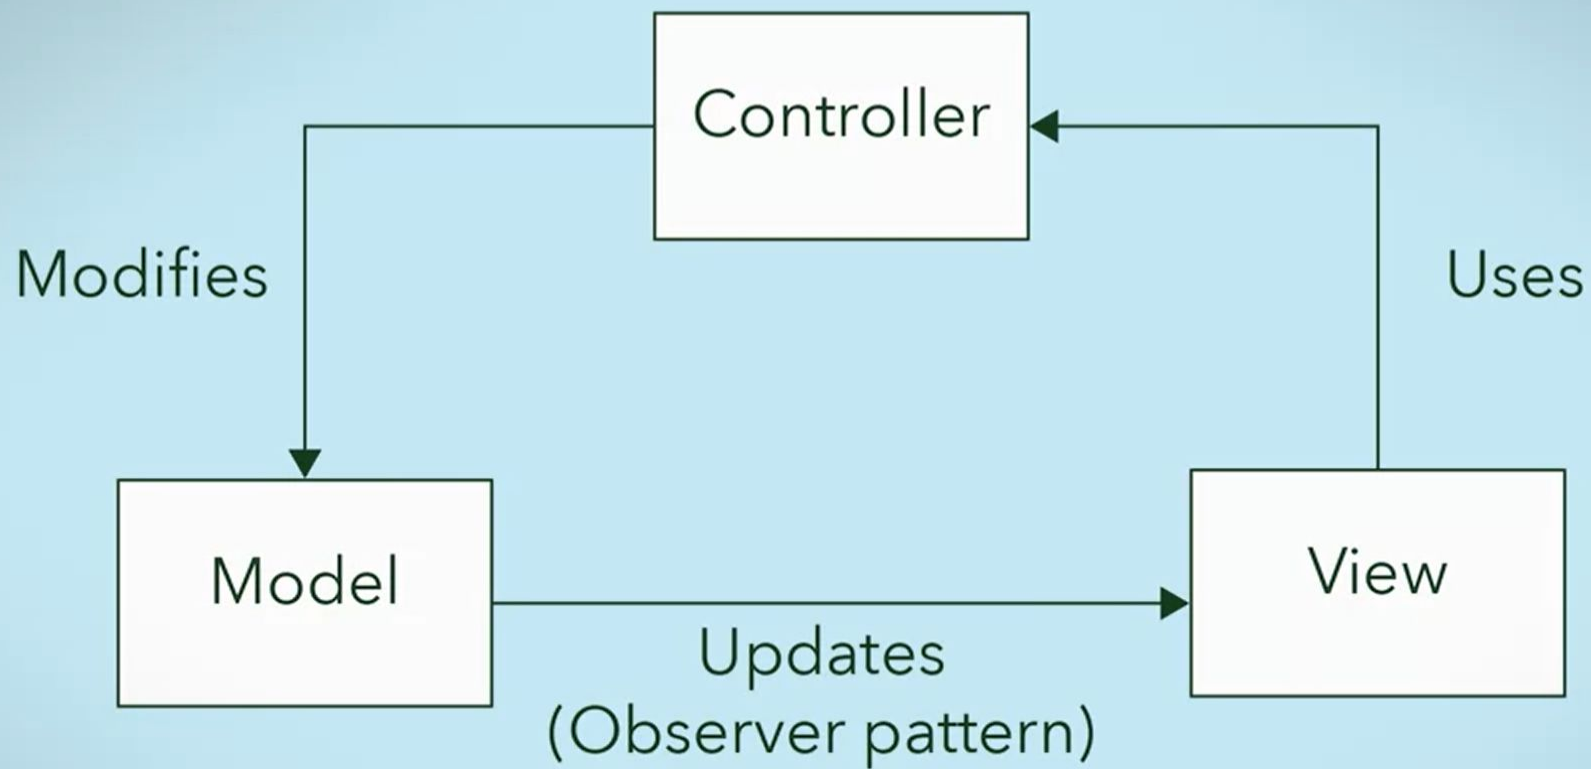 Controller
Modifies
Uses
Model
View
Updates
(Observer pattern)